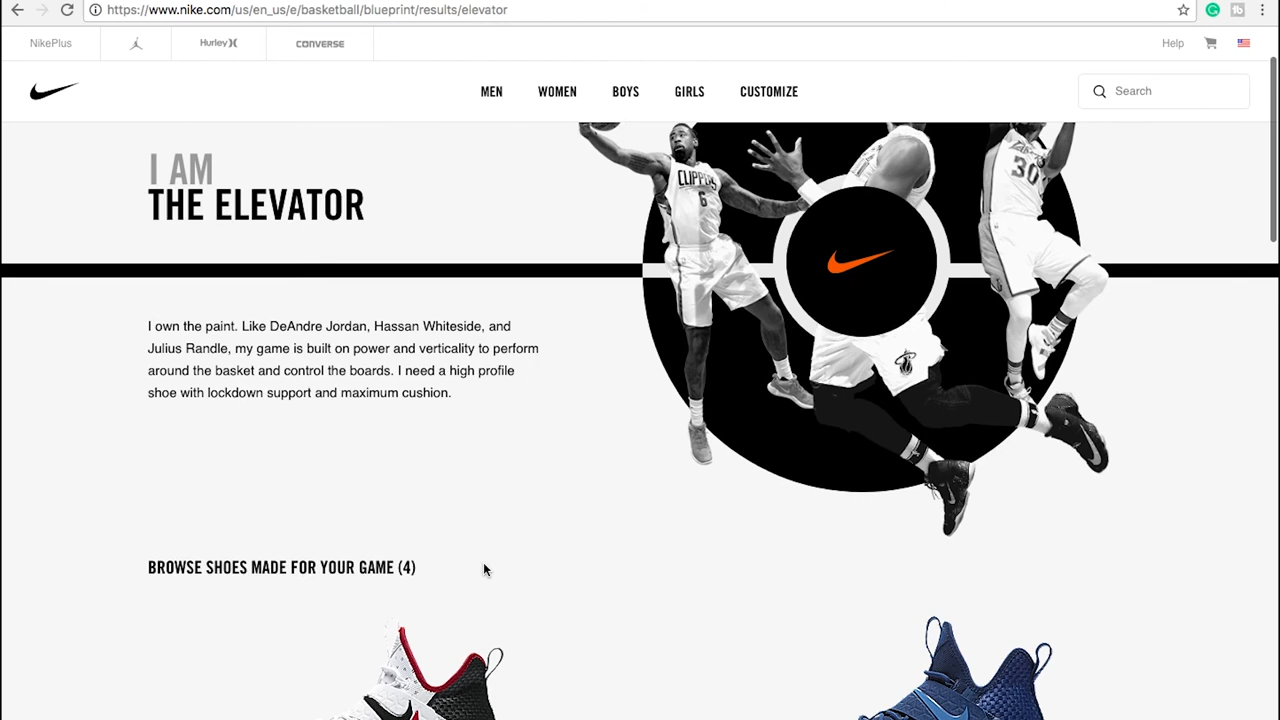 https://www.nike.com/us/en_us/e/basketball/blueprint/results/elevator
NikePlus
Hurley
CONVERSE
Help
MEN
WOMEN
BOYS
GIRLS
CUSTOMIZE
Search
I AM
THE ELEVATOR
CLIPPERS
6
30
I own the paint. Like DeAndre Jordan, Hassan Whiteside, and
Julius Randle, my game is built on power and verticality to perform
around the basket and control the boards. I need a high profile
shoe with lockdown support and maximum cushion.
BROWSE SHOES MADE FOR YOUR GAME (4)